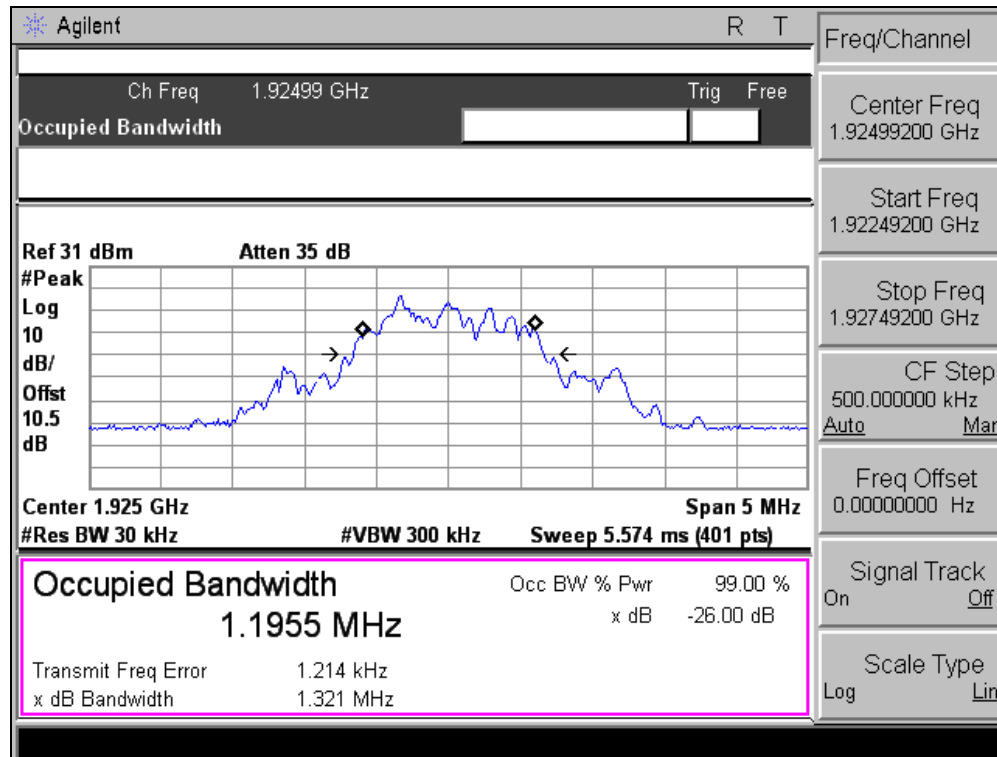 Agilent R T
Ch Freq 1.92499 GHz Trig Free
Occupied Bandwidth
Ref 31 dBm Atten 35 dB
#Peak
Log
10
dB/
Offst
10.5
dB
Center 1.925 GHz Span 5 MHz
#Res BW 30 kHz #VBW 300 kHz Sweep 5.574 ms (401 pts)
Occupied Bandwidth
1.1955 MHz
Occ BW % Pwr 99.00 %
x dB -26.00 dB
Transmit Freq Error 1.214 kHz
x dB Bandwidth 1.321 MHz
Freq/Channel
Center Freq
1.92499200 GHz
Start Freq
1.92249200 GHz
Stop Freq
1.92749200 GHz
CF Step
500.000000 kHz
Auto Man
Freq Offset
0.00000000 Hz
Signal Track
On Off
Scale Type
Log Lin